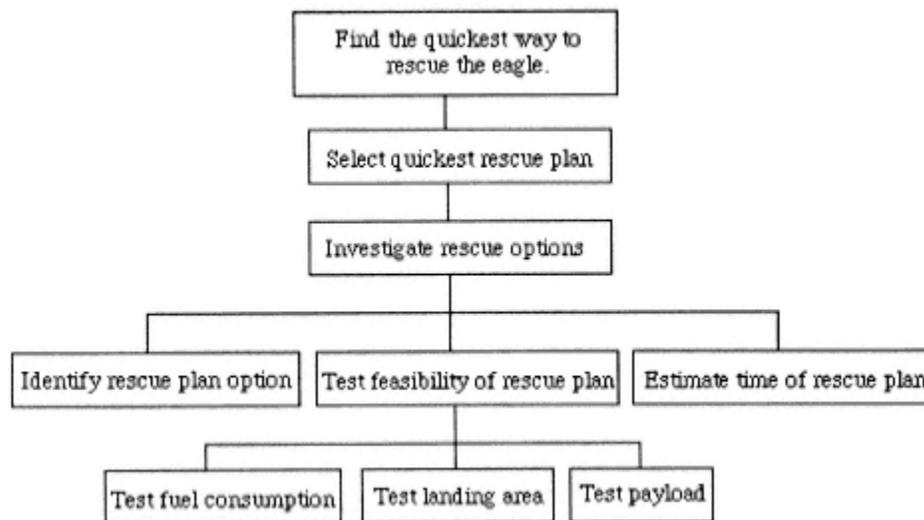 Find the quickest way to
rescue the eagle.
Select quickest rescue plan
Investigate rescue options
Identify rescue plan option
Test feasibility of rescue plan
Estimate time of rescue plan
Test fuel consumption
Test landing area
Test payload